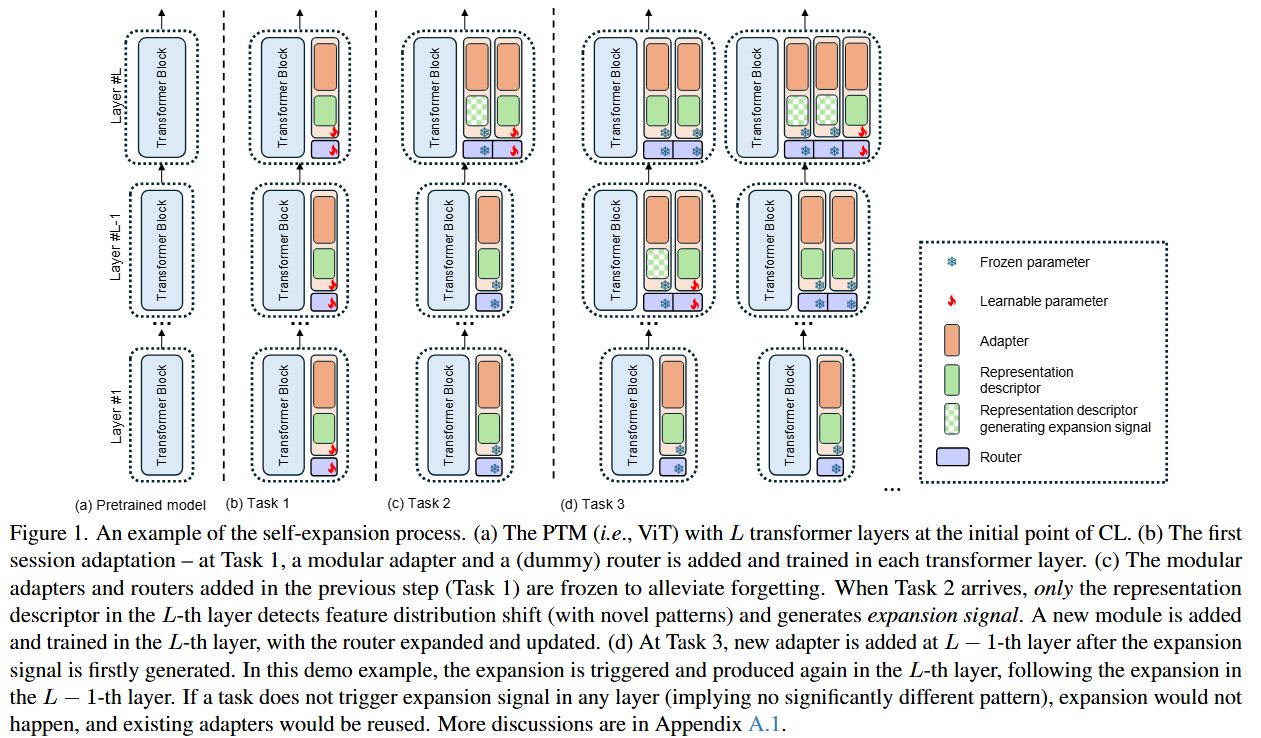 Layer #L
Transformer Block
Transformer Block
Transformer Block
Transformer Block
Transformer Block
Layer #L-1
Transformer Block
Transformer Block
Transformer Block
Transformer Block
Transformer Block
...
...
...
...
...
Layer #1
Transformer Block
Transformer Block
Transformer Block
Transformer Block
Transformer Block
Frozen parameter
Learnable parameter
Adapter
Representation
descriptor
Representation descriptor
generating expansion signal
Router
...
(a) Pretrained model
(b) Task 1
(c) Task 2
(d) Task 3
Figure 1. An example of the self-expansion process. (a) The PTM (i.e., ViT) with L transformer layers at the initial point of CL. (b) The first
session adaptation – at Task 1, a modular adapter and a (dummy) router is added and trained in each transformer layer. (c) The modular
adapters and routers added in the previous step (Task 1) are frozen to alleviate forgetting. When Task 2 arrives, only the representation
descriptor in the L-th layer detects feature distribution shift (with novel patterns) and generates expansion signal. A new module is added
and trained in the L-th layer, with the router expanded and updated. (d) At Task 3, new adapter is added at L − 1-th layer after the expansion
signal is firstly generated. In this demo example, the expansion is triggered and produced again in the L-th layer, following the expansion in
the L − 1-th layer. If a task does not trigger expansion signal in any layer (implying no significantly different pattern), expansion would not
happen, and existing adapters would be reused. More discussions are in Appendix A.1.